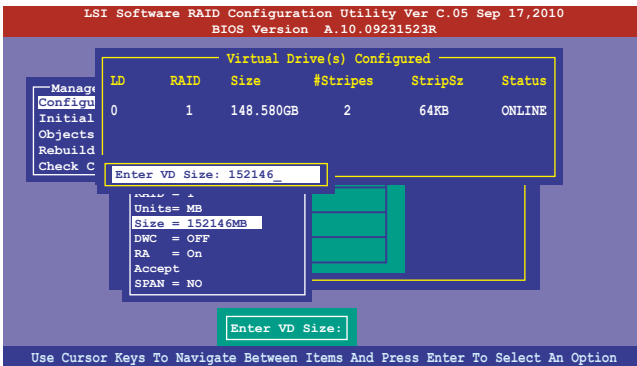 LSI Software RAID Configuration Utility Ver C.05 Sep 17,2010
BIOS Version A.10.09231523R
Virtual Drive(s) Configured
LD RAID Size #Stripes StripSz Status
0 1 148.580GB 2 64KB ONLINE
Manage
Configu
Initial
Objects
Rebuild
Check C
Enter VD Size: 152146_
RAID = 1
Units= MB
Size = 152146MB
DWC = OFF
RA = On
Accept
SPAN = NO
Enter VD Size:
Use Cursor Keys To Navigate Between Items And Press Enter To Select An Option